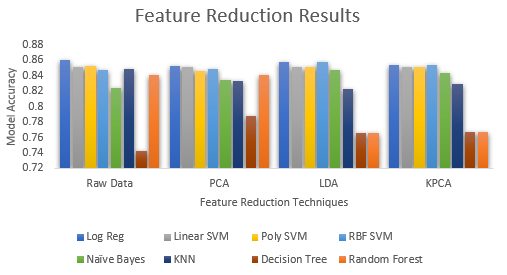 Feature Reduction Results
0.88
0.86
0.84
0.82
0.8
0.78
0.76
0.74
0.72
Model Accuracy
Raw Data PCA LDA KPCA
Feature Reduction Techniques
Log Reg Linear SVM Poly SVM RBF SVM
Naïve Bayes KNN Decision Tree Random Forest